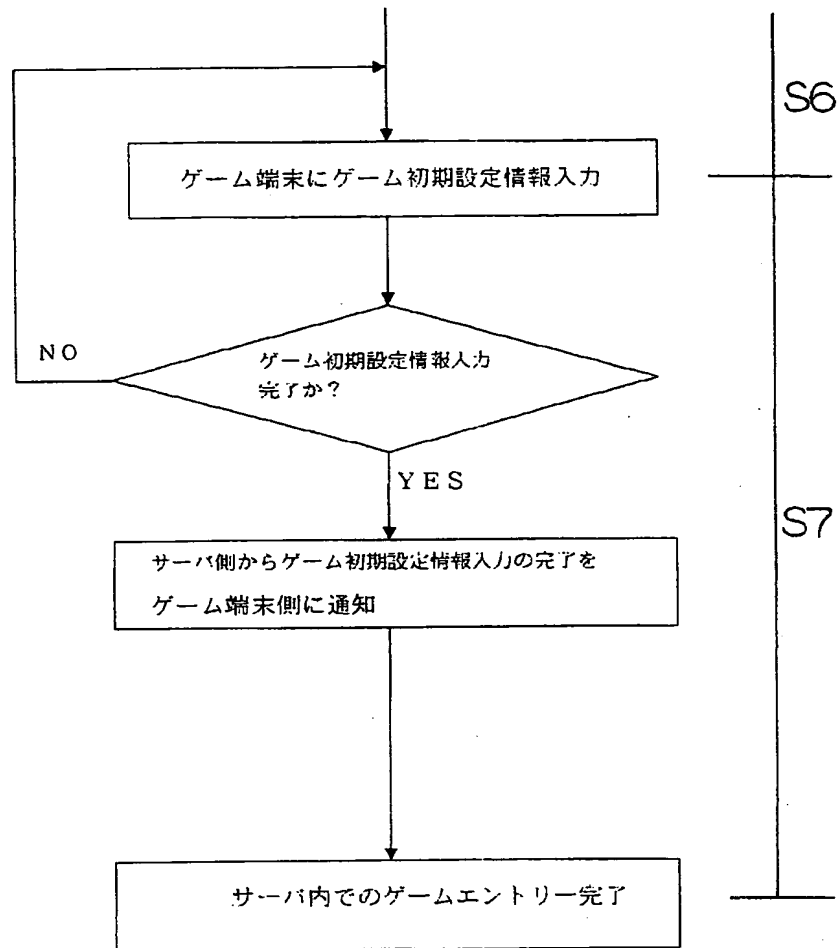 S6
ゲーム端末にゲーム初期設定情報入力
NO
ゲーム初期設定情報入力
完了か?
YES
S7
サーバ側からゲーム初期設定情報入力の完了を
ゲーム端末側に通知
サーバ内でのゲームエントリー完了